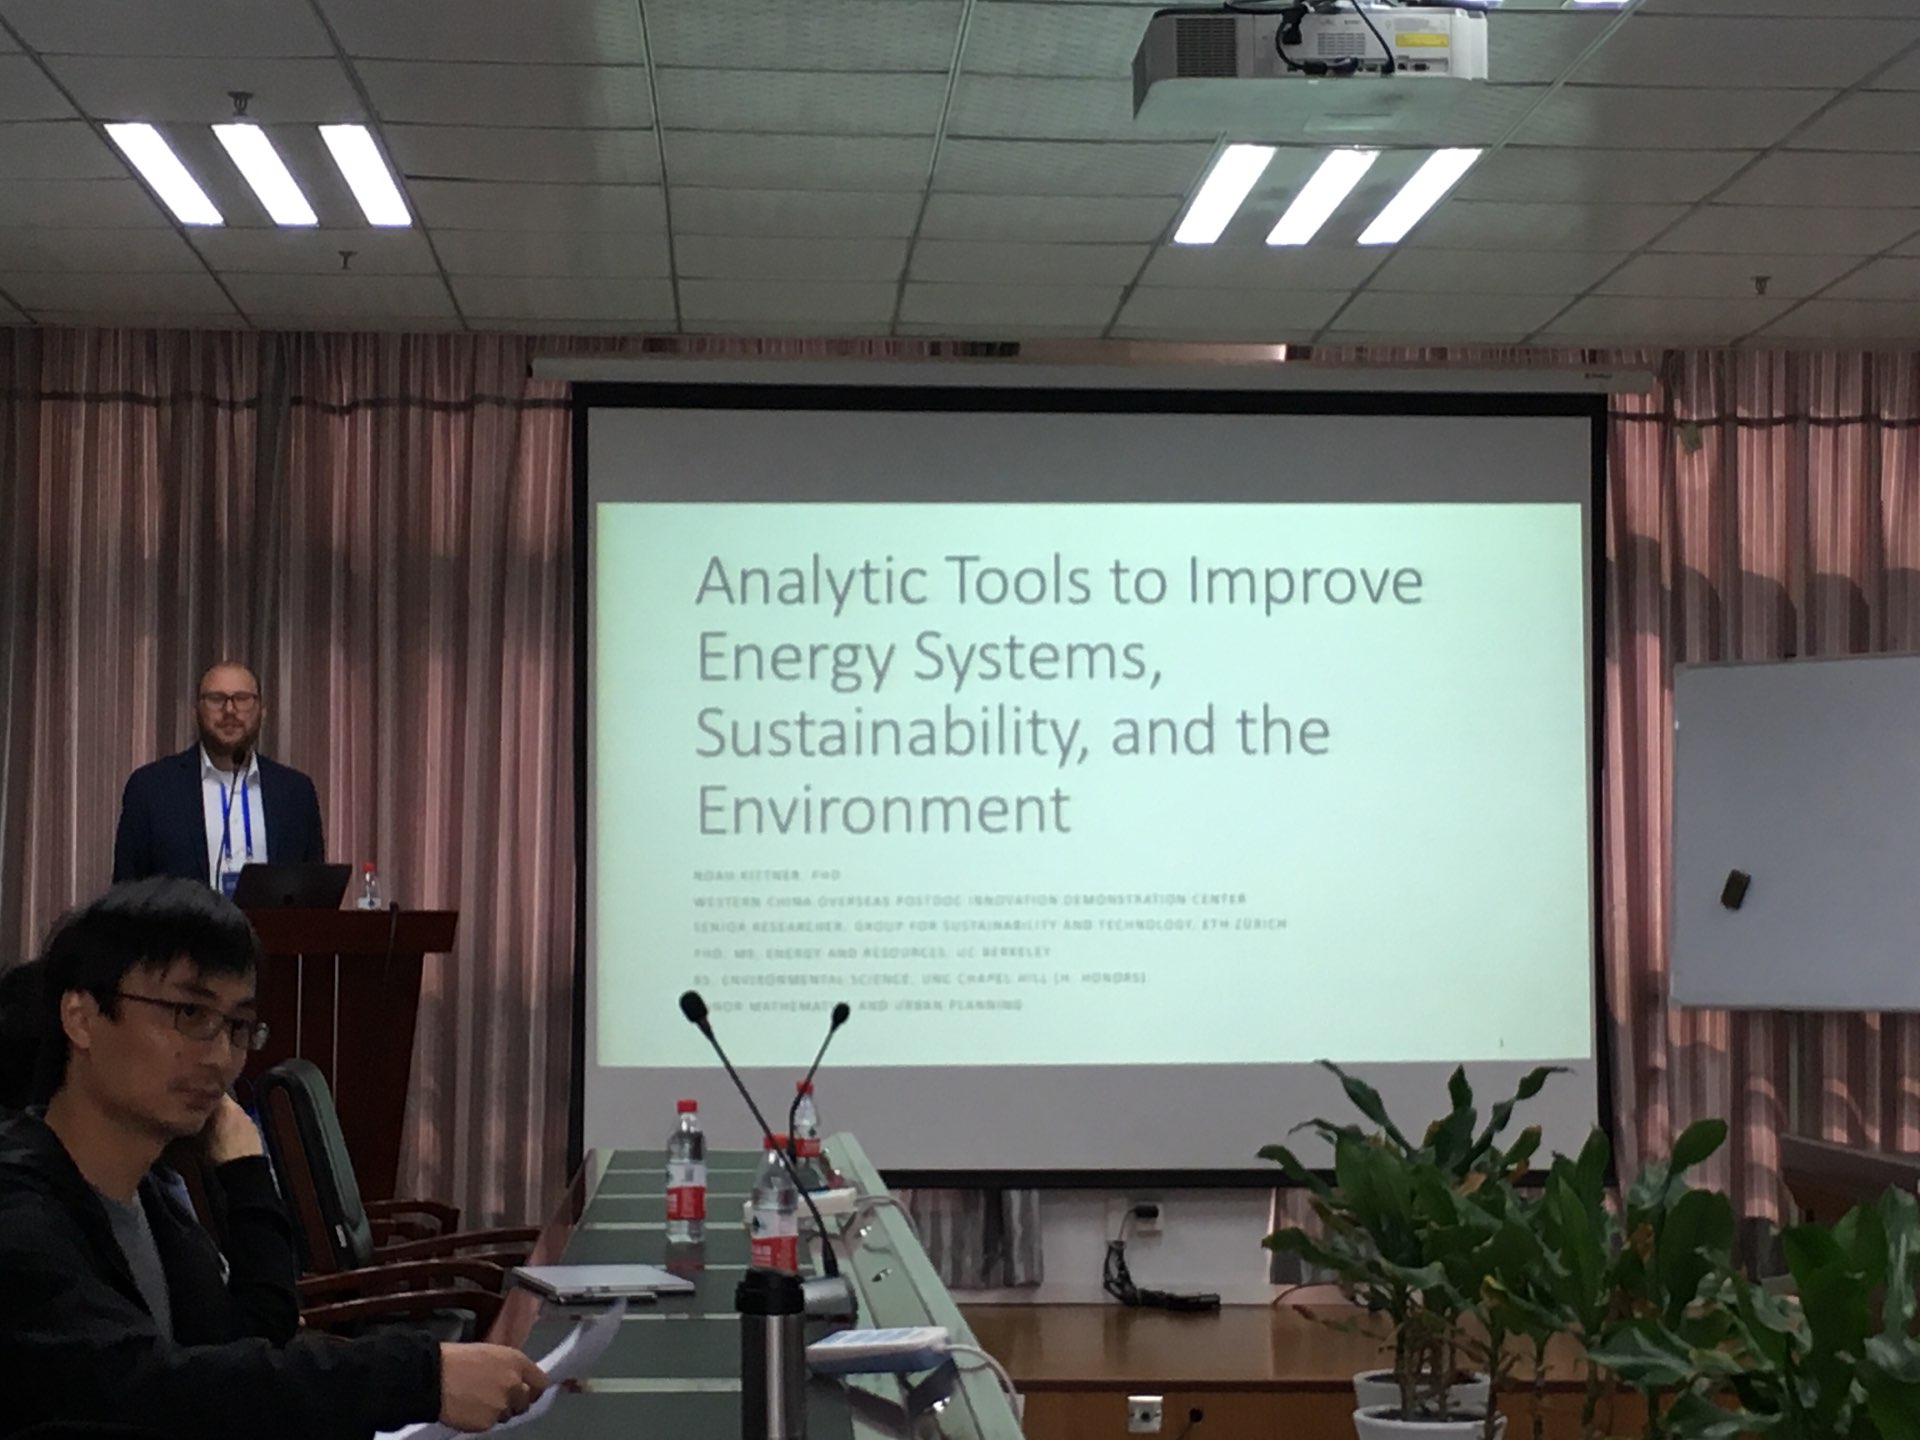 Analytic Tools to Improve
Energy Systems,
Sustainability, and the
Environment
NOAH KITTNER, PHD
WESTERN CHINA OVERSEAS POSTDOC INNOVATION DEMONSTRATION CENTER
SENIOR RESEARCHER, GROUP FOR SUSTAINABILITY AND TECHNOLOGY, ETH ZÜRICH
PHD, MS, ENERGY AND RESOURCES, UC BERKELEY
BS, ENVIRONMENTAL SCIENCE, UNC CHAPEL HILL (H. HONORS)
AND URBAN PLANNING
1